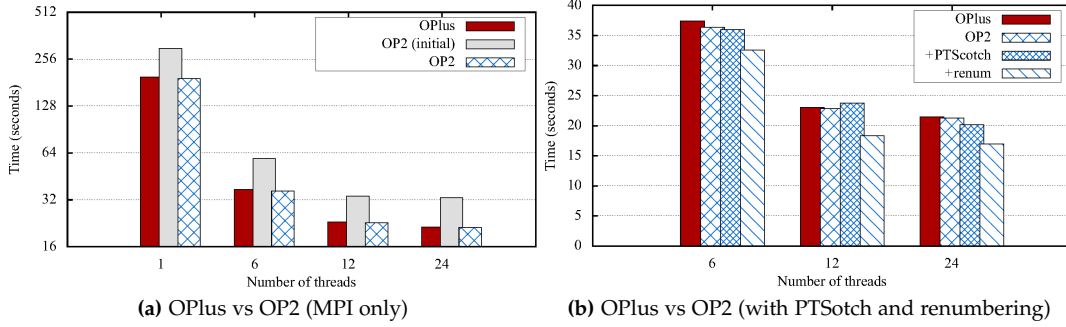 512
256
128
64
32
16
Time (seconds)
OPlus
OP2 (initial)
OP2
1 6 12 24
Number of threads
(a) OPlus vs OP2 (MPI only)
40
35
30
25
20
15
10
5
0
Time (seconds)
OPlus
OP2
+PTScotch
+renum
6 12 24
Number of threads
(b) OPlus vs OP2 (with PTSotch and renumbering)